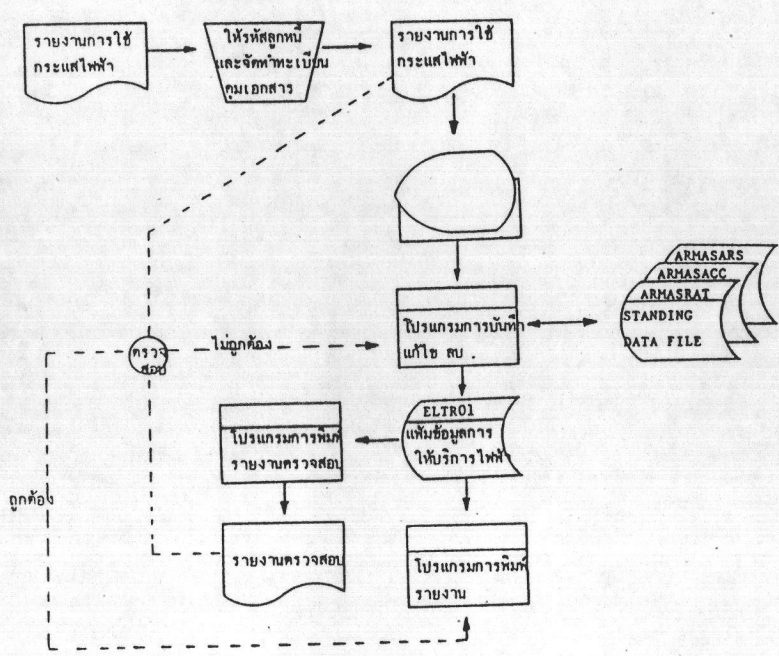 รายงานการใช้
กระแสไฟฟ้า
ให้รหัสลูกหนี้
และจัดทำทะเบียน
คุมเอกสาร
รายงานการใช้
กระแสไฟฟ้า
ARMASARS
ARMASACC
ARMASRAT
STANDING
DATA FILE
โปรแกรมการบันทึก
แก้ไข ลบ
ตรวจ
สอบ
ไม่ถูกต้อง
ELTR01
แฟ้มข้อมูลการ
ให้บริการไฟฟ้า
โปรแกรมการพิมพ์
รายงานตรวจสอบ
ถูกต้อง
รายงานตรวจสอบ
โปรแกรมการพิมพ์
รายงาน